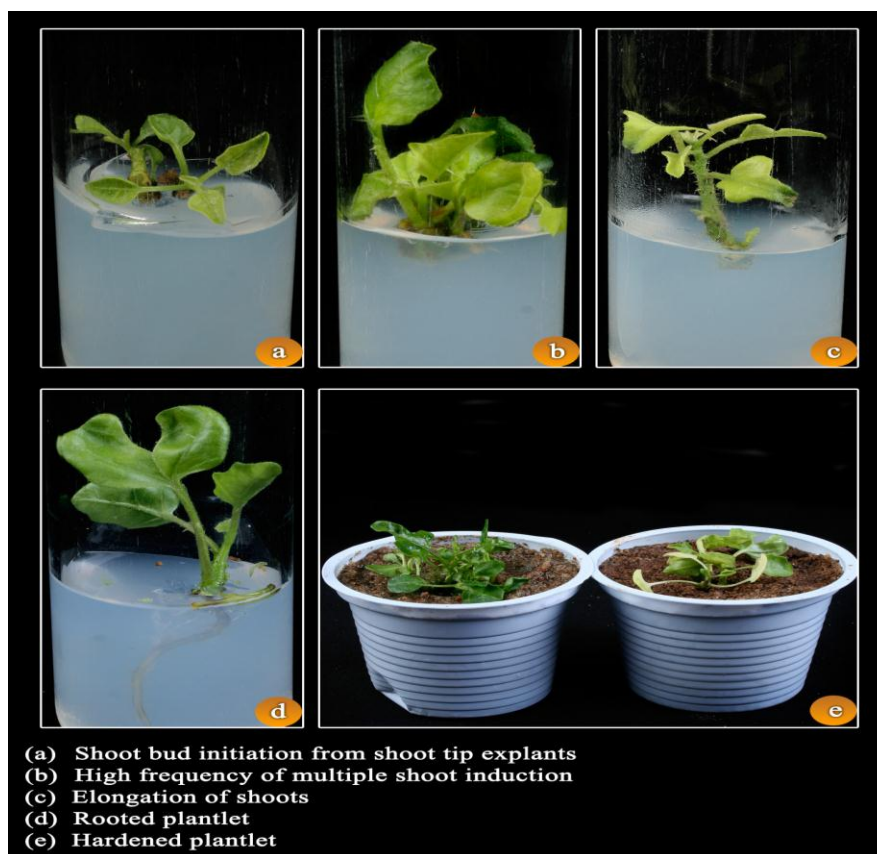 a
b
c
d
e
(a) Shoot bud initiation from shoot tip explants
(b) High frequency of multiple shoot induction
(c) Elongation of shoots
(d) Rooted plantlet
(e) Hardened plantlet